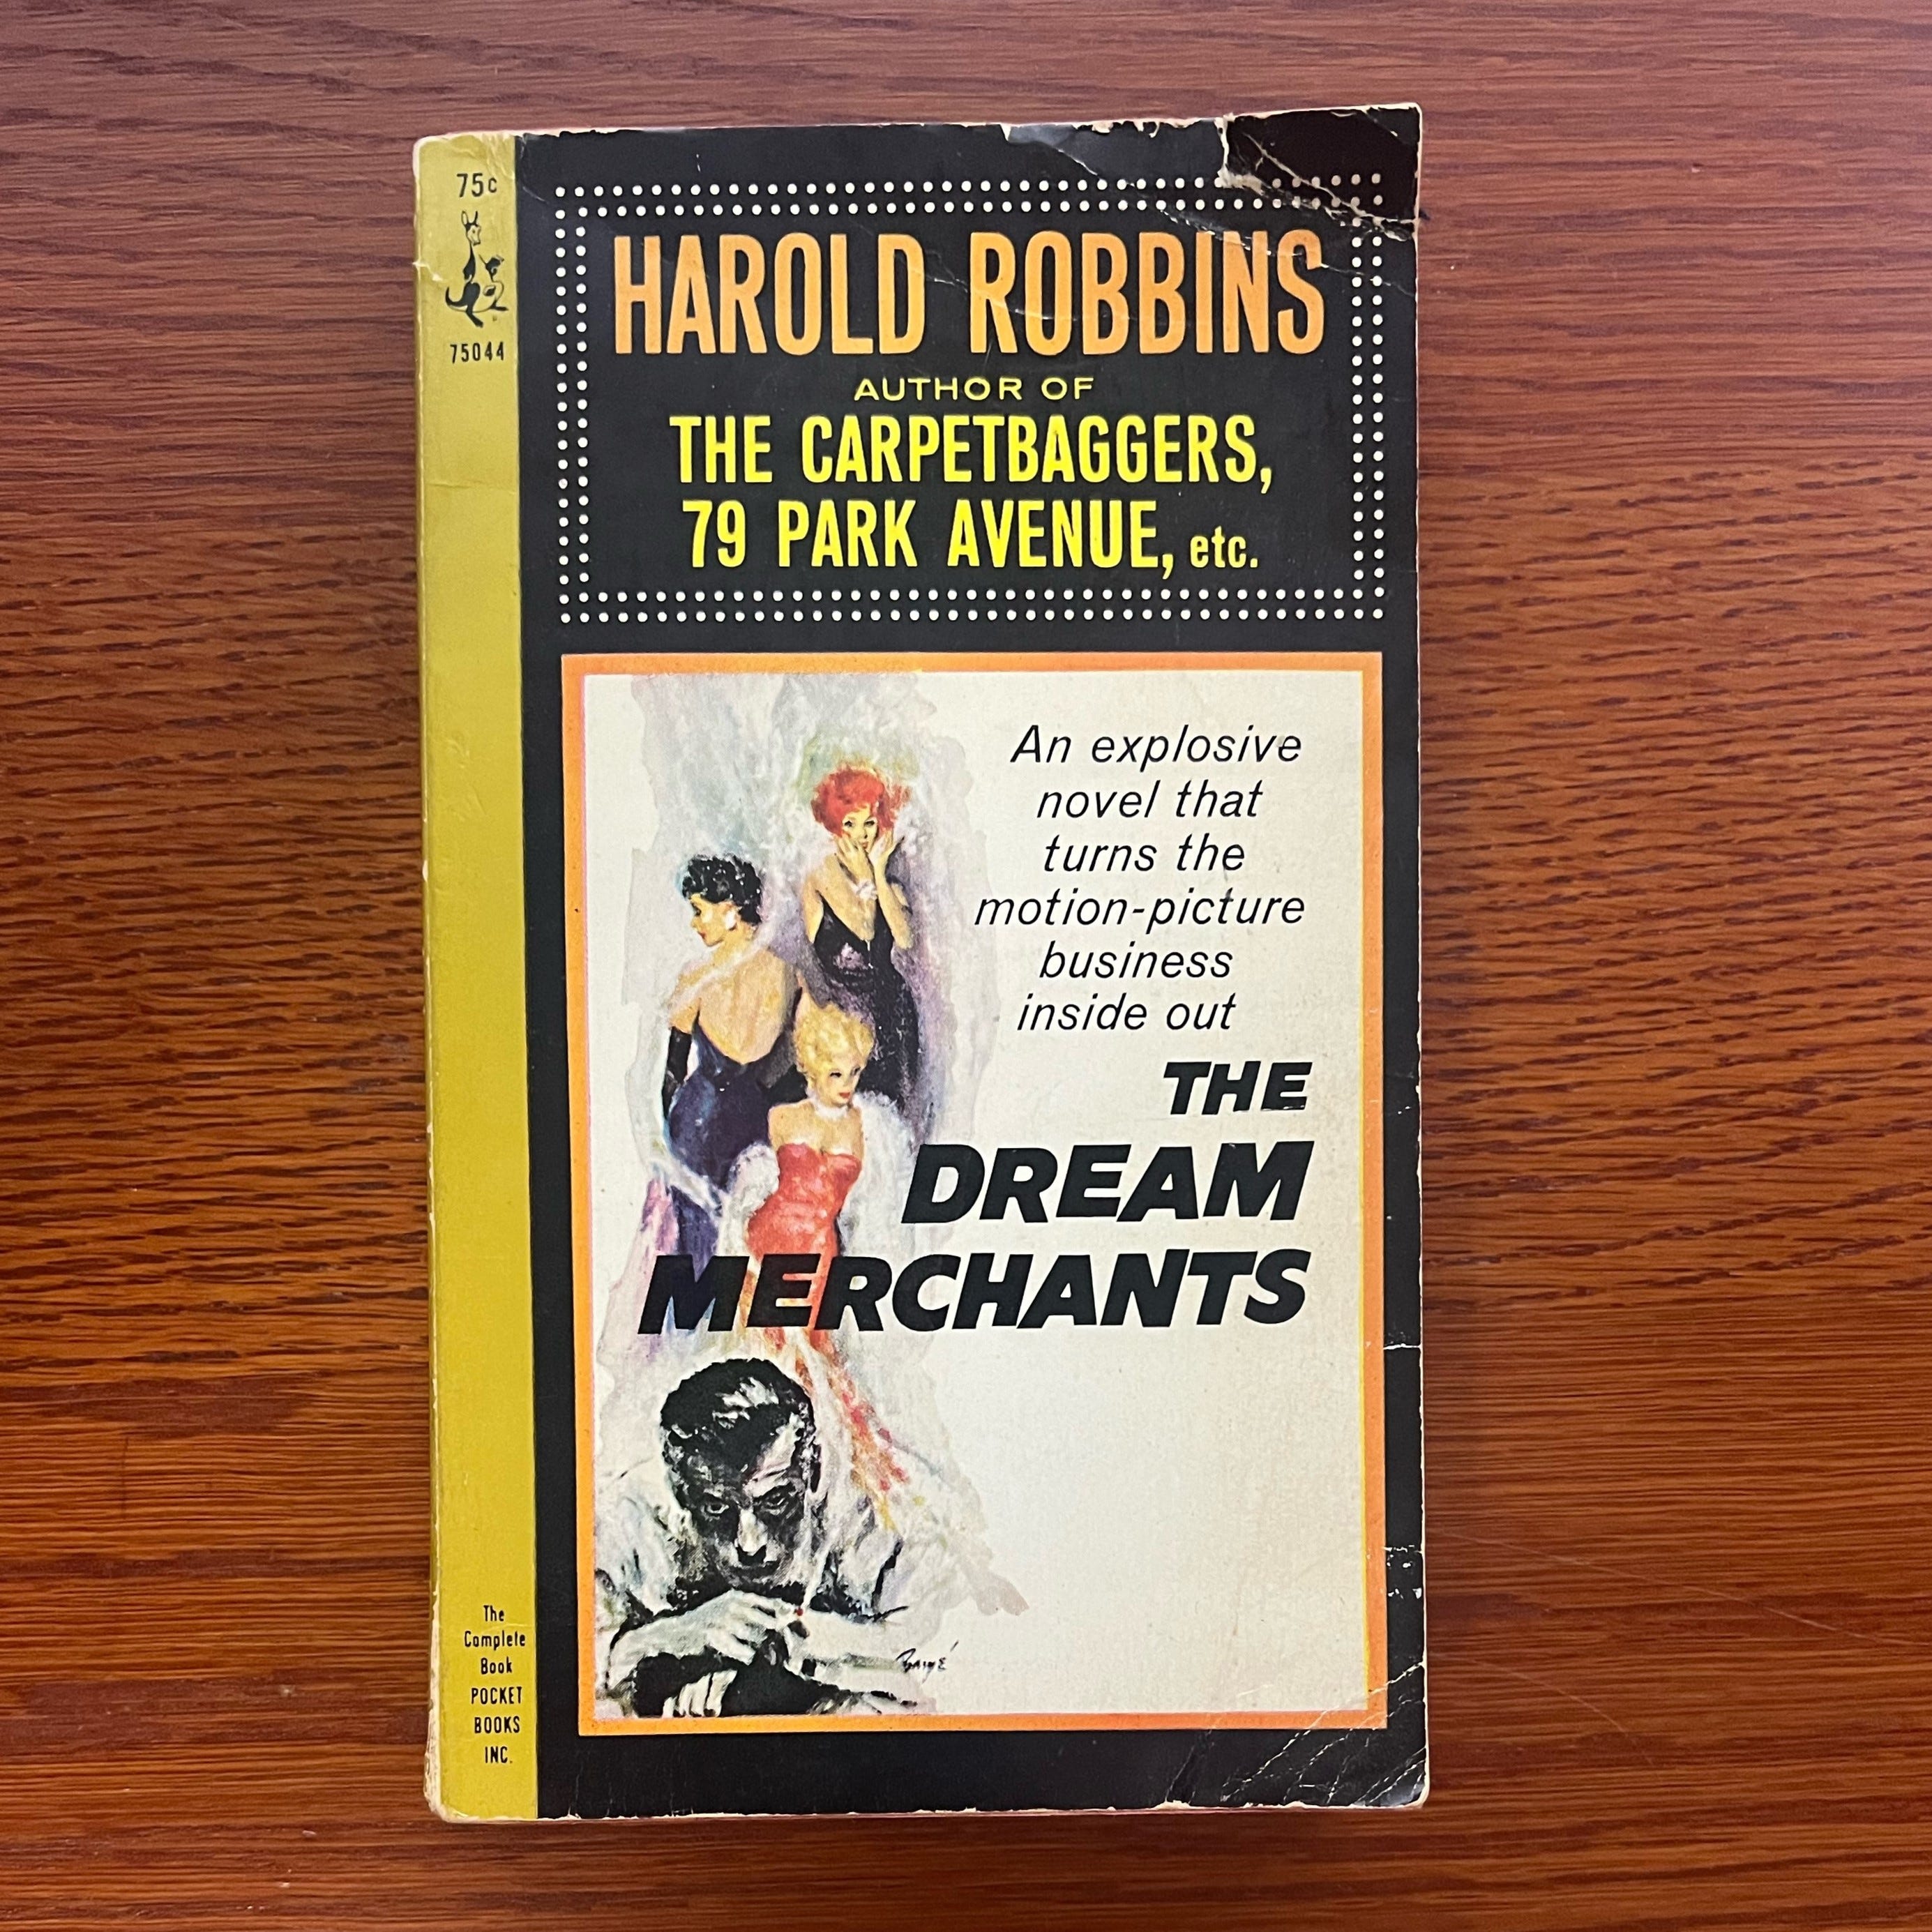 75c
75044
HAROLD ROBBINS
AUTHOR OF
THE CARPETBAGGERS,
79 PARK AVENUE, etc.
An explosive
novel that
turns the
motion-picture
business
inside out
THE
DREAM
MERCHANTS
The
Complete
Book
POCKET
BOOKS
INC.